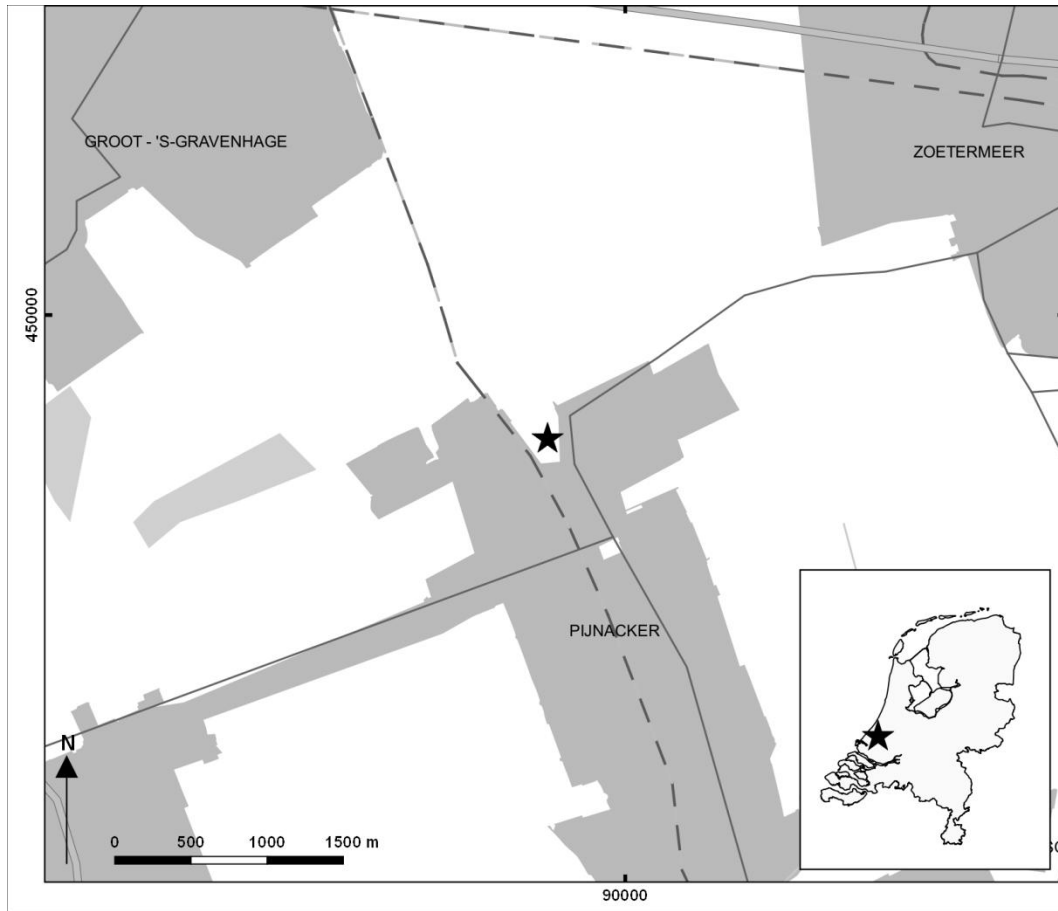 GROOT - 'S-GRAVENHAGE
ZOETERMEER
450000
PIJNACKER
N
0 500 1000 1500 m
90000